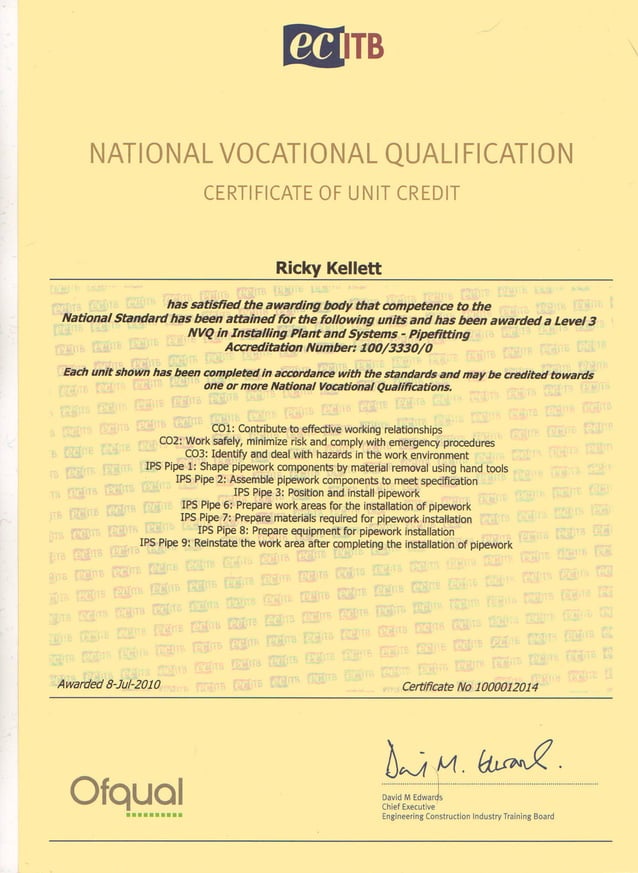 ec ITB
NATIONAL VOCATIONAL QUALIFICATION
CERTIFICATE OF UNIT CREDIT
Ricky Kellett
has satisfied the awarding body that competence to the
National Standard has been attained for the following units and has been awarded a Level 3
NVQ in Installing Plant and Systems - Pipefitting
Accreditation Number: 100/3330/0
Each unit shown has been completed in accordance with the standards and may be credited towards
one or more National Vocational Qualifications.
CO1: Contribute to effective working relationships
CO2: Work safely, minimize risk and comply with emergency procedures
CO3: Identify and deal with hazards in the work environment
IPS Pipe 1: Shape pipework components by material removal using hand tools
IPS Pipe 2: Assemble pipework components to meet specification
IPS Pipe 3: Position and install pipework
IPS Pipe 6: Prepare work areas for the installation of pipework
IPS Pipe 7: Prepare materials required for pipework installation
IPS Pipe 8: Prepare equipment for pipework installation
IPS Pipe 9: Reinstate the work area after completing the installation of pipework
Awarded 8-Jul-2010
Certificate No 1000012014
David M. Edwards.
Ofqual
David M Edwards
Chief Executive
Engineering Construction Industry Training Board